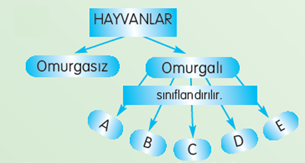 HAYVANLAR
Omurgasız Omurgalı
sınıflandırılır.
A B C D E